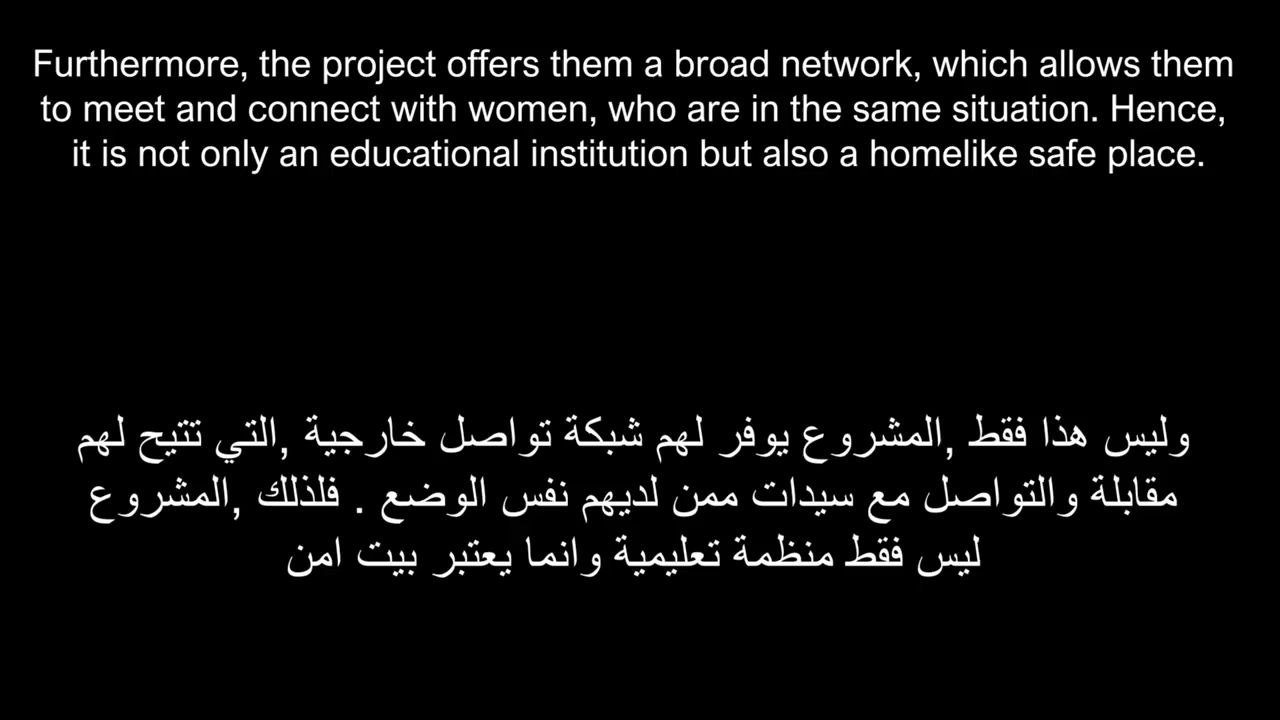 Furthermore, the project offers them a broad network, which allows them
to meet and connect with women, who are in the same situation. Hence,
it is not only an educational institution but also a homelike safe place.
وليس هذا فقط ,المشروع يوفر لهم شبكة تواصل خارجية ,التي تتيح لهم
مقابلة والتواصل مع سيدات ممن لديهم نفس الوضع . فلذلك ,المشروع
ليس فقط منظمة تعليمية وانما يعتبر بيت امن